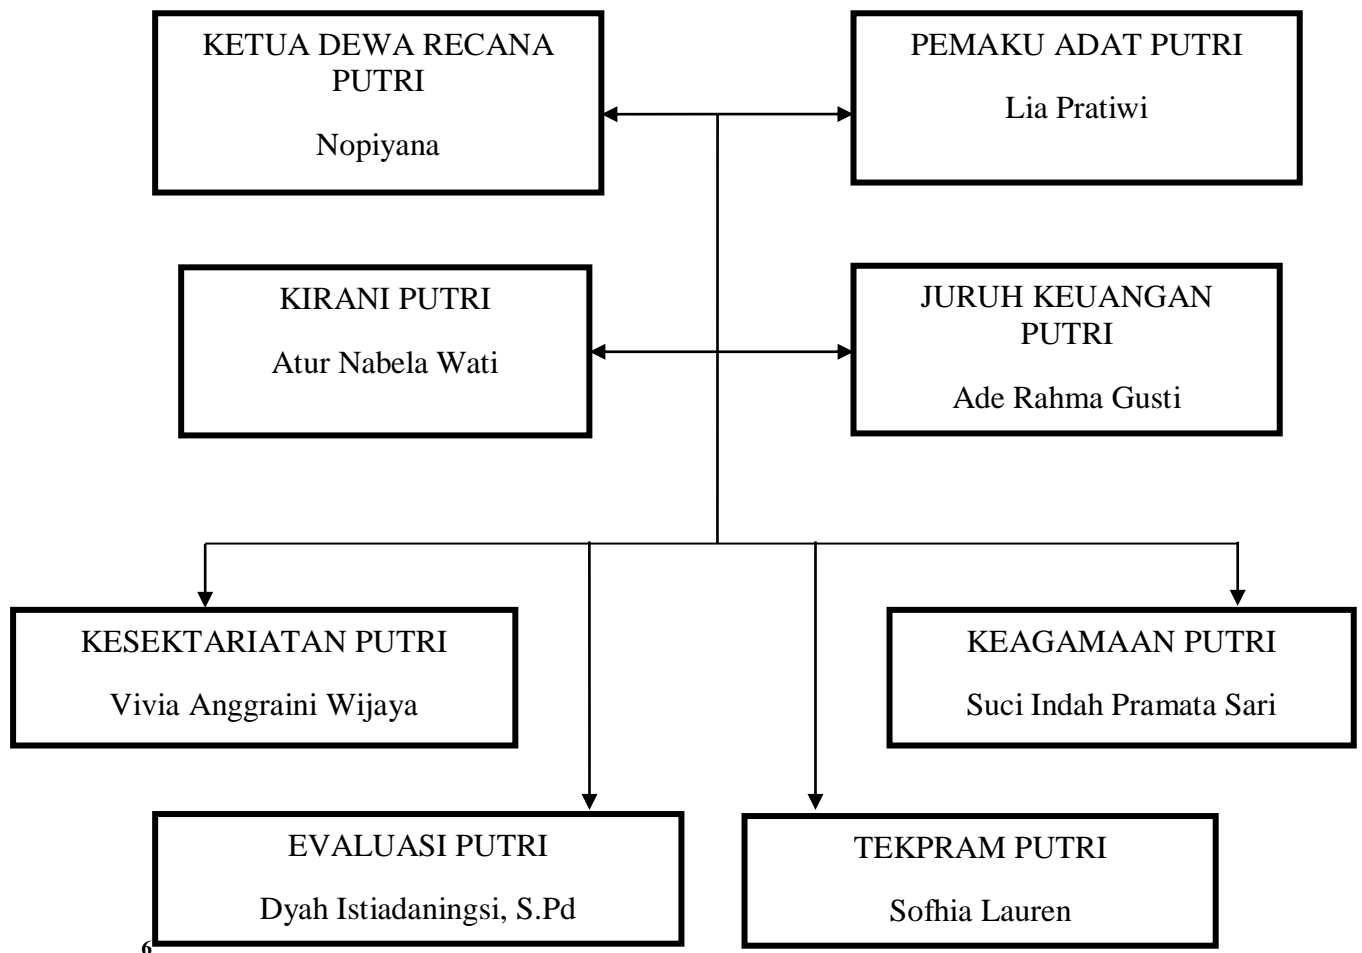 KETUA DEWA RECANA
PUTRI
Nopiyana
PEMAKU ADAT PUTRI
Lia Pratiwi
KIRANI PUTRI
Atur Nabela Wati
JURUH KEUANGAN
PUTRI
Ade Rahma Gusti
KESEKTARIATAN PUTRI
Vivia Anggraini Wijaya
KEAGAMAAN PUTRI
Suci Indah Pramata Sari
EVALUASI PUTRI
Dyah Istiadaningsi, S.Pd
TEKPRAM PUTRI
Sofhia Lauren
6